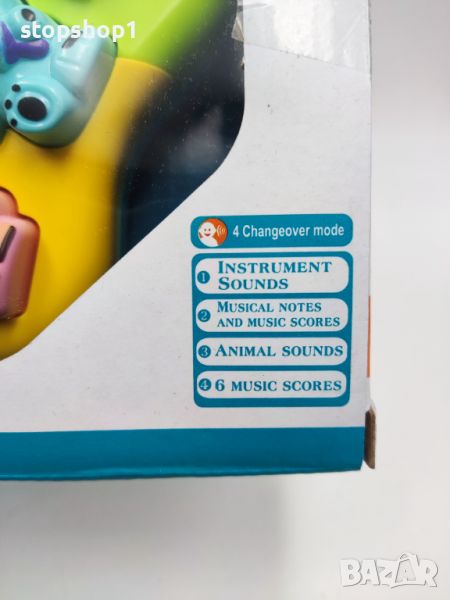 stopshop1
4 Changeover mode
1 INSTRUMENT
SOUNDS
2 MUSICAL NOTES
AND MUSIC SCORES
3 ANIMAL SOUNDS
4 6 MUSIC SCORES
BAZAR